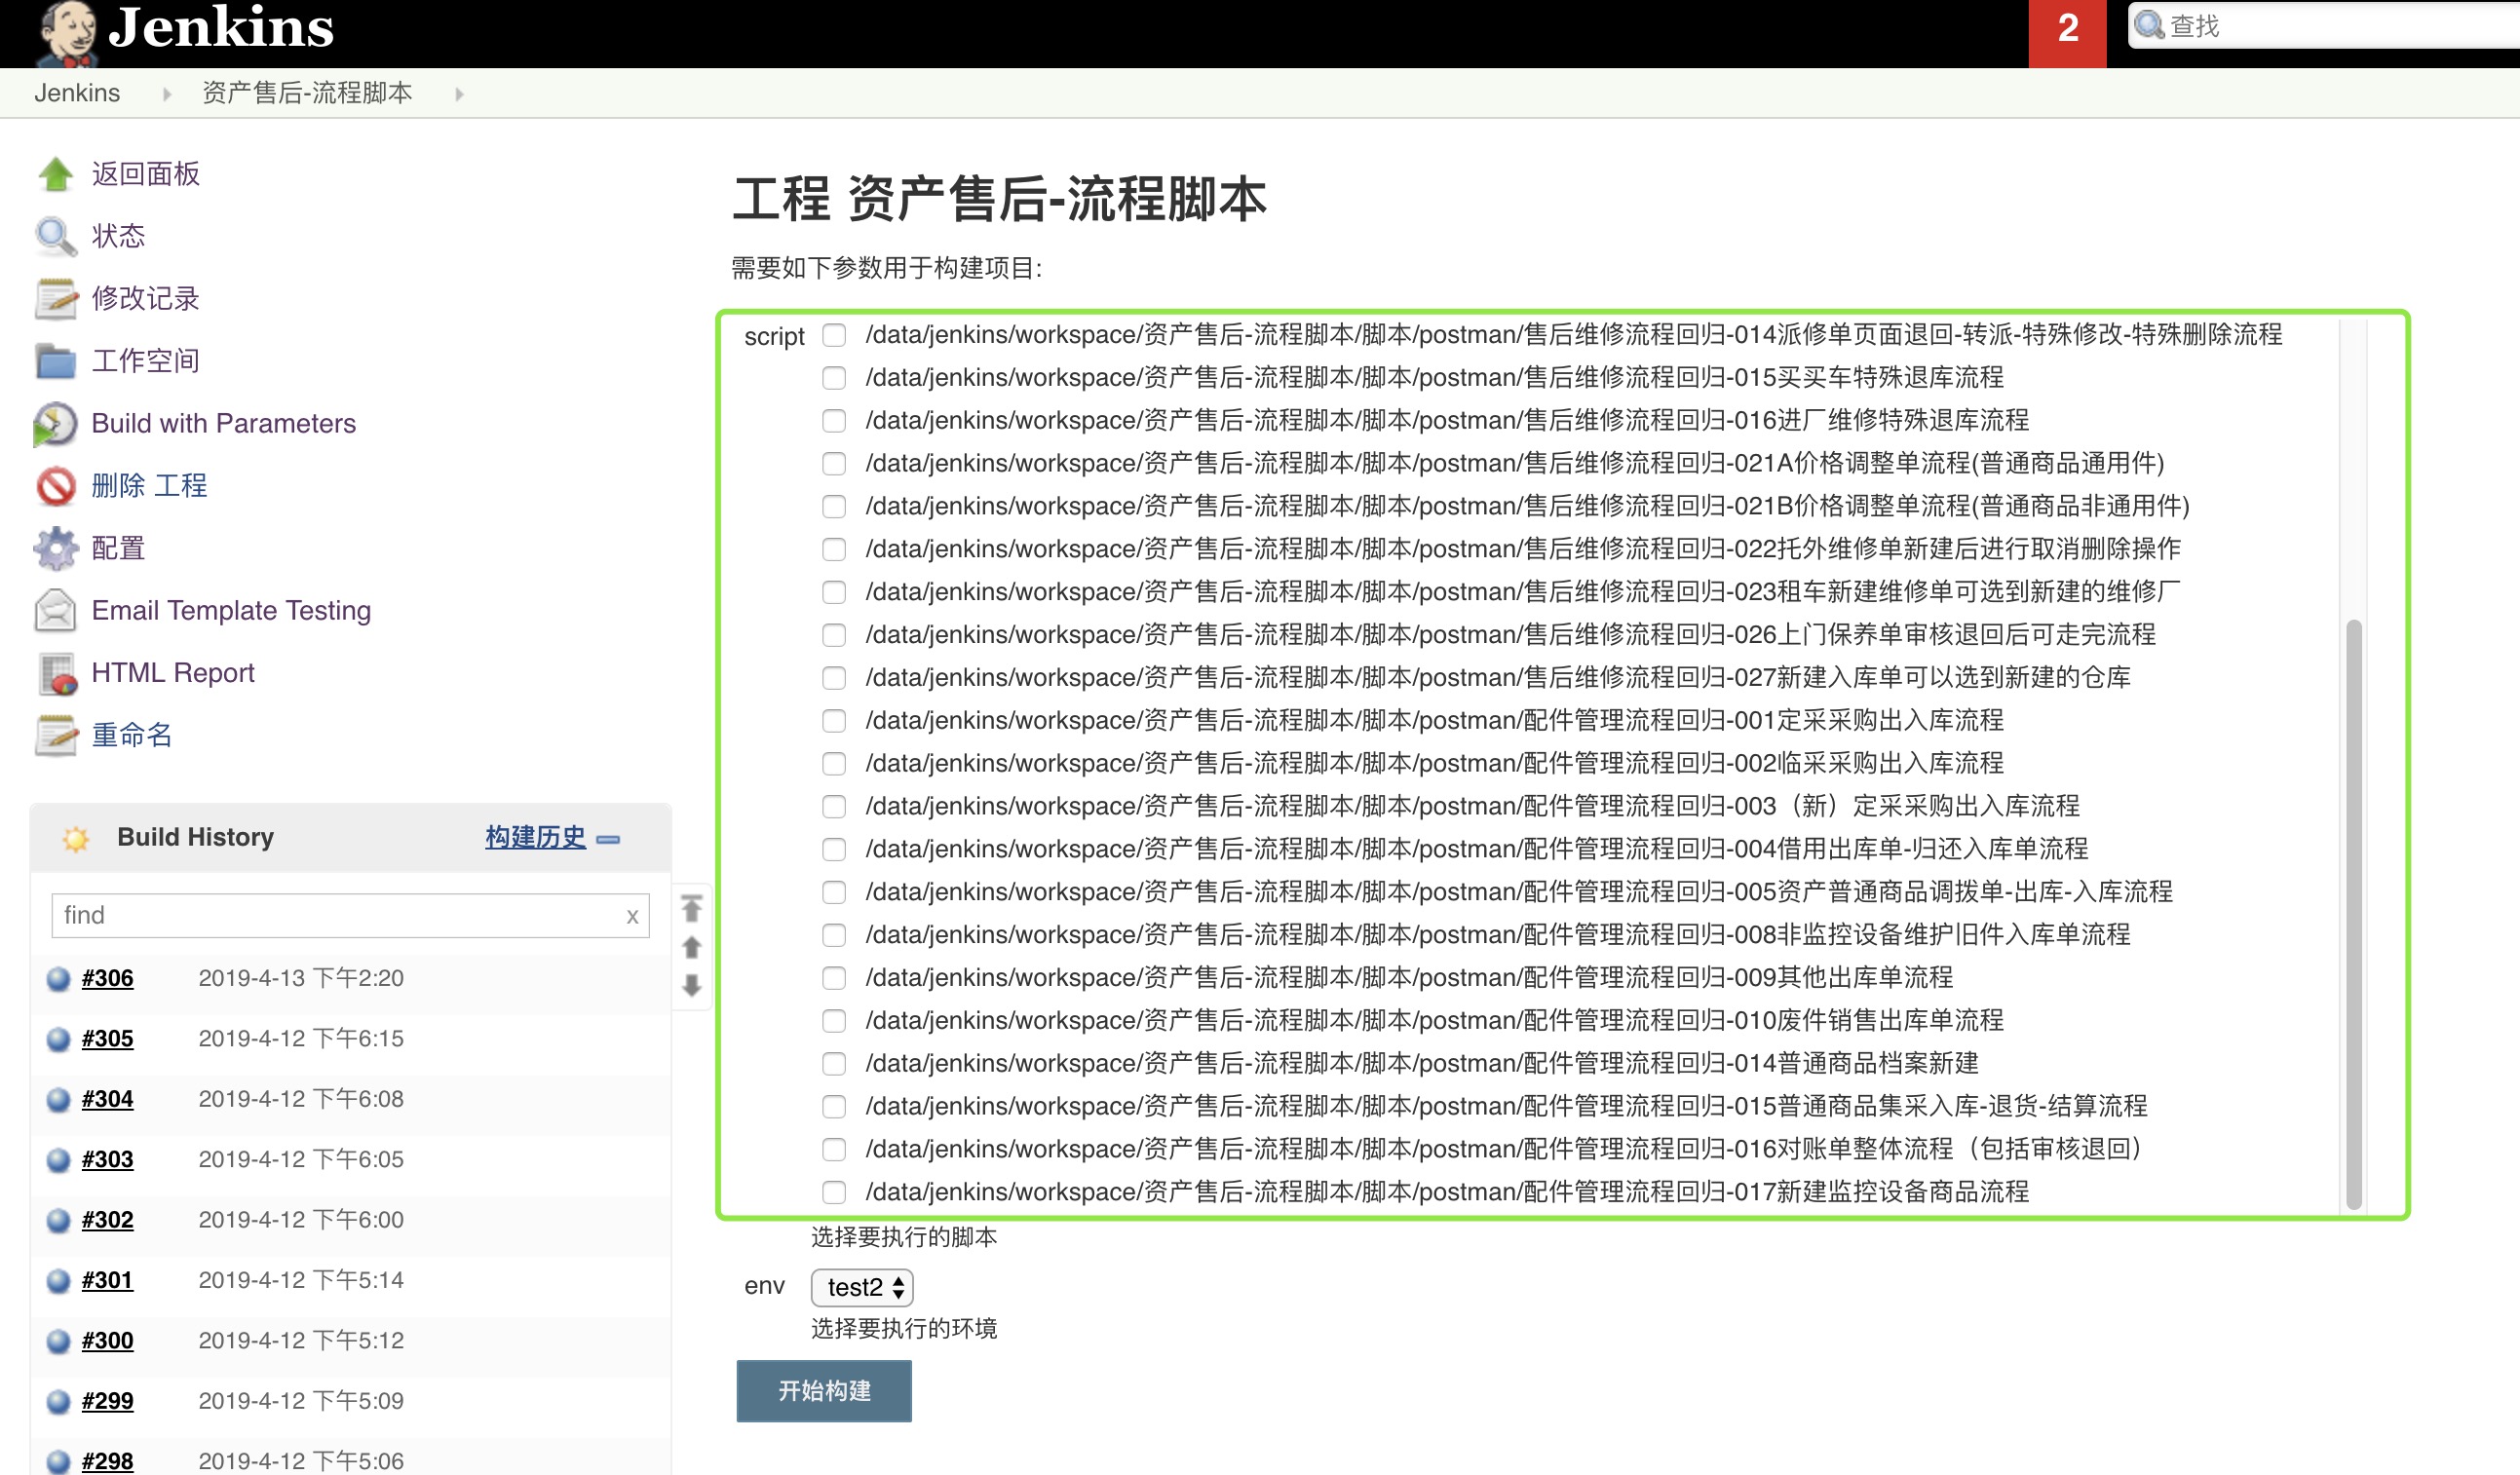 Jenkins
2
查找
Jenkins
资产售后-流程脚本
返回面板
状态
修改记录
工作空间
Build with Parameters
删除 工程
配置
Email Template Testing
HTML Report
重命名
Build History
构建历史
find
x
#306 2019-4-13 下午2:20
#305 2019-4-12 下午6:15
#304 2019-4-12 下午6:08
#303 2019-4-12 下午6:05
#302 2019-4-12 下午6:00
#301 2019-4-12 下午5:14
#300 2019-4-12 下午5:12
#299 2019-4-12 下午5:09
#298 2019-4-12 下午5:06
工程 资产售后-流程脚本
需要如下参数用于构建项目:
script
/data/jenkins/workspace/资产售后-流程脚本/脚本/postman/售后维修流程回归-014派修单页面退回-转派-特殊修改-特殊删除流程
/data/jenkins/workspace/资产售后-流程脚本/脚本/postman/售后维修流程回归-015买买车特殊退库流程
/data/jenkins/workspace/资产售后-流程脚本/脚本/postman/售后维修流程回归-016进厂维修特殊退库流程
/data/jenkins/workspace/资产售后-流程脚本/脚本/postman/售后维修流程回归-021A价格调整单流程(普通商品通用件)
/data/jenkins/workspace/资产售后-流程脚本/脚本/postman/售后维修流程回归-021B价格调整单流程(普通商品非通用件)
/data/jenkins/workspace/资产售后-流程脚本/脚本/postman/售后维修流程回归-022托外维修单新建后进行取消删除操作
/data/jenkins/workspace/资产售后-流程脚本/脚本/postman/售后维修流程回归-023租车新建维修单可选到新建的维修厂
/data/jenkins/workspace/资产售后-流程脚本/脚本/postman/售后维修流程回归-026上门保养单审核退回后可走完流程
/data/jenkins/workspace/资产售后-流程脚本/脚本/postman/售后维修流程回归-027新建入库单可以选到新建的仓库
/data/jenkins/workspace/资产售后-流程脚本/脚本/postman/配件管理流程回归-001定采采购出入库流程
/data/jenkins/workspace/资产售后-流程脚本/脚本/postman/配件管理流程回归-002临采采购出入库流程
/data/jenkins/workspace/资产售后-流程脚本/脚本/postman/配件管理流程回归-003（新）定采采购出入库流程
/data/jenkins/workspace/资产售后-流程脚本/脚本/postman/配件管理流程回归-004借用出库单-归还入库单流程
/data/jenkins/workspace/资产售后-流程脚本/脚本/postman/配件管理流程回归-005资产普通商品调拨单-出库-入库流程
/data/jenkins/workspace/资产售后-流程脚本/脚本/postman/配件管理流程回归-008非监控设备维护旧件入库单流程
/data/jenkins/workspace/资产售后-流程脚本/脚本/postman/配件管理流程回归-009其他出库单流程
/data/jenkins/workspace/资产售后-流程脚本/脚本/postman/配件管理流程回归-010废件销售出库单流程
/data/jenkins/workspace/资产售后-流程脚本/脚本/postman/配件管理流程回归-014普通商品档案新建
/data/jenkins/workspace/资产售后-流程脚本/脚本/postman/配件管理流程回归-015普通商品集采入库-退货-结算流程
/data/jenkins/workspace/资产售后-流程脚本/脚本/postman/配件管理流程回归-016对账单整体流程（包括审核退回）
/data/jenkins/workspace/资产售后-流程脚本/脚本/postman/配件管理流程回归-017新建监控设备商品流程
选择要执行的脚本
env
test2
选择要执行的环境
开始构建